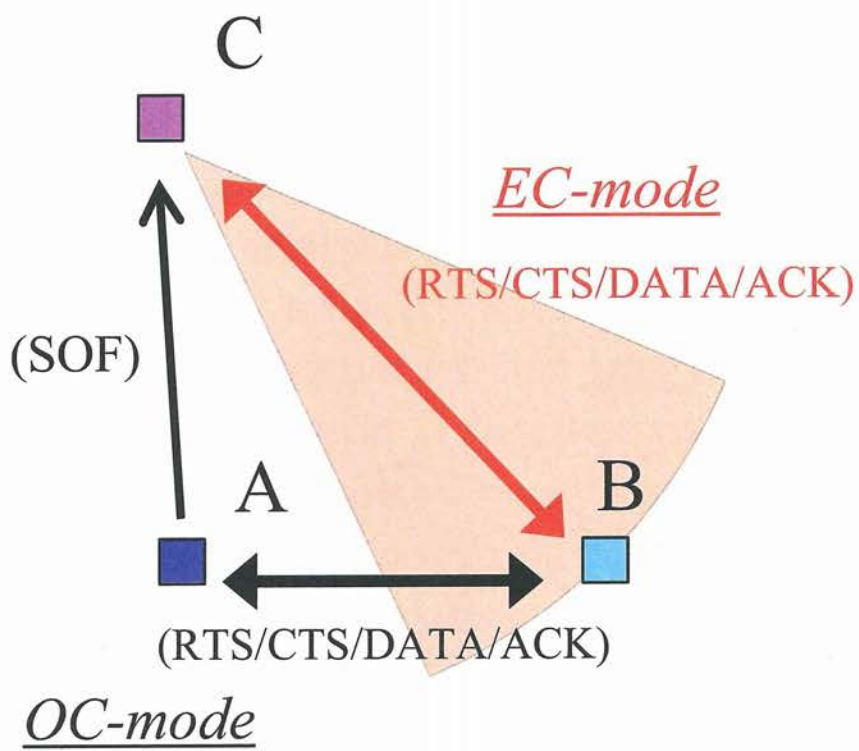 C
EC-mode
(RTS/CTS/DATA/ACK)
(SOF)
A
B
(RTS/CTS/DATA/ACK)
OC-mode